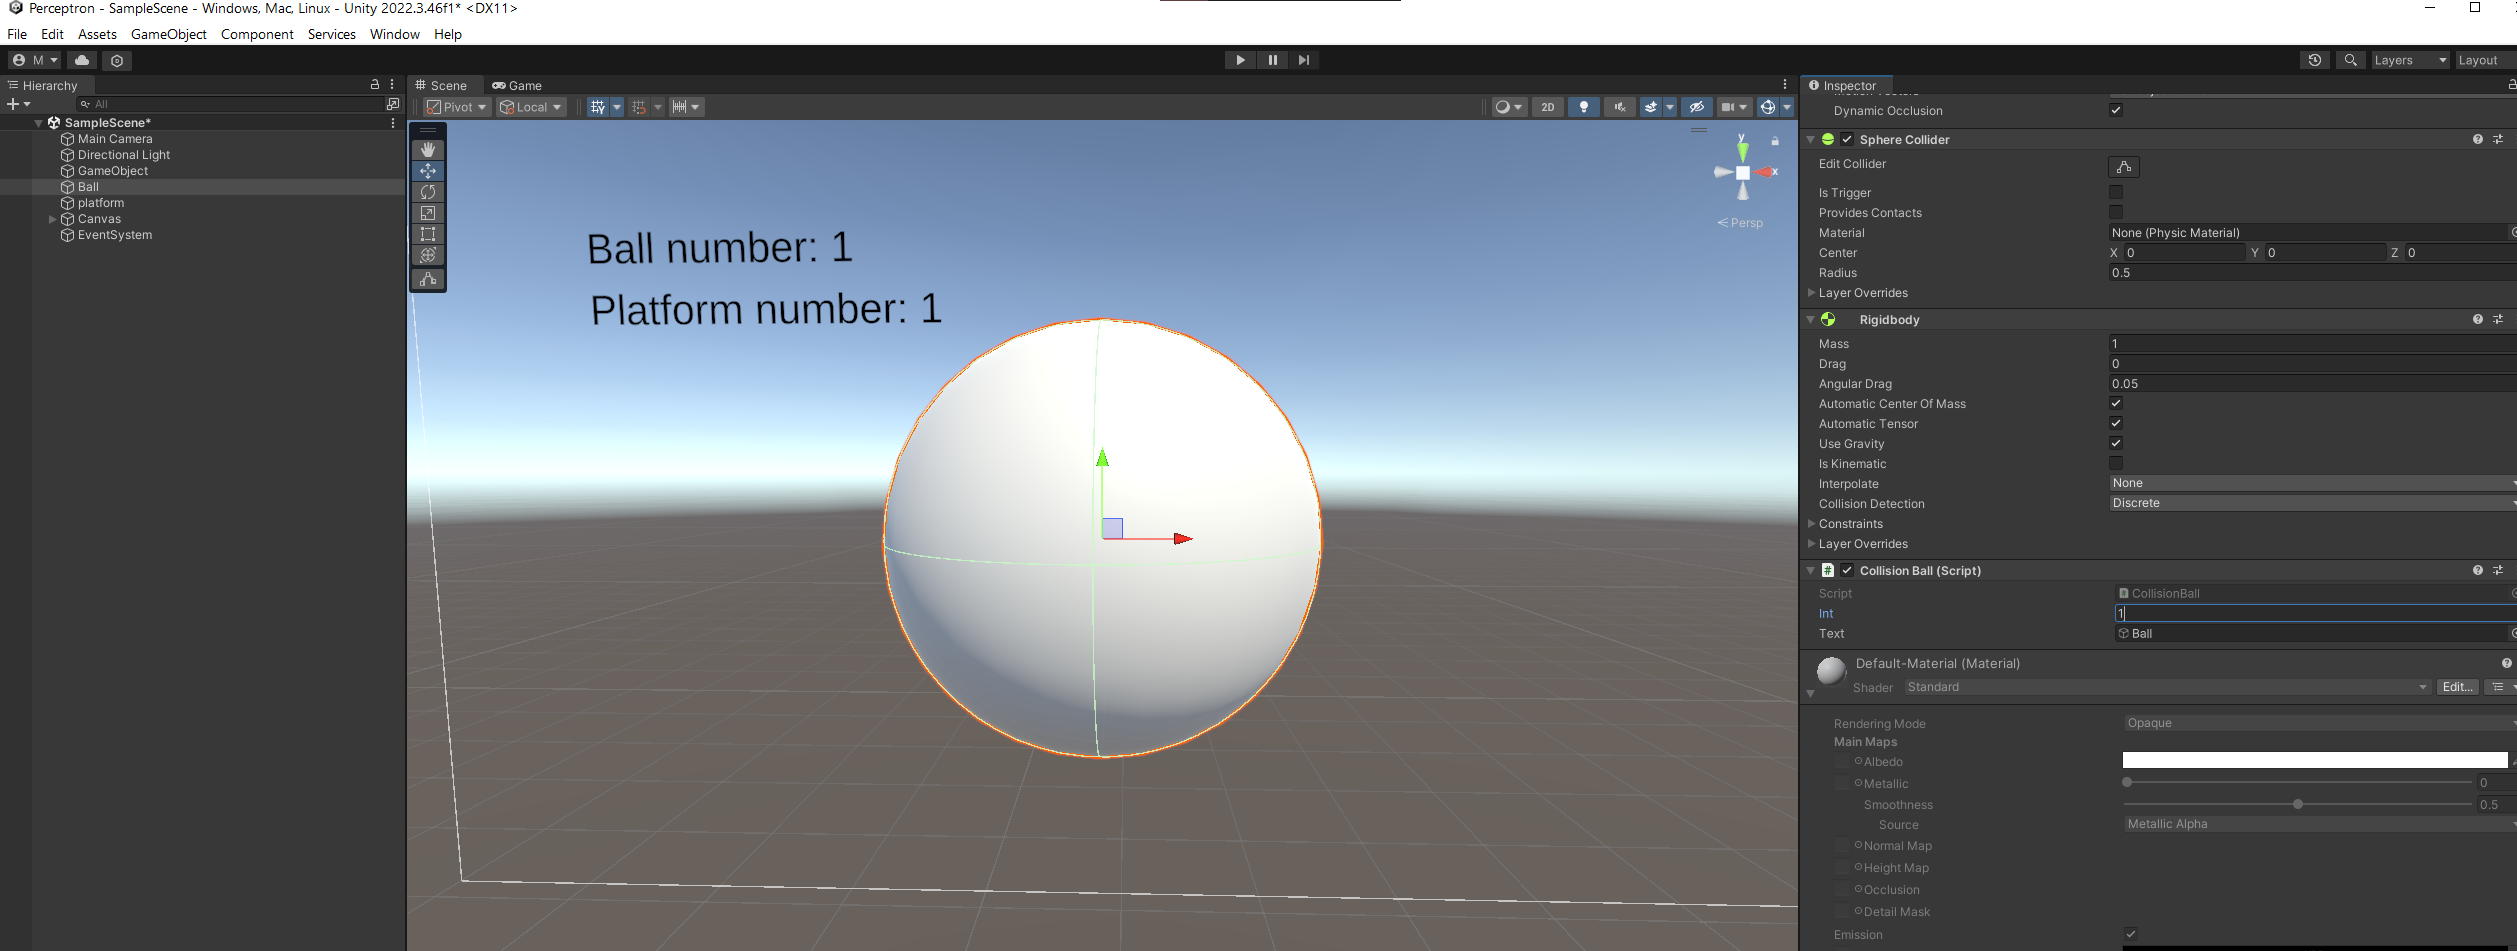 Perceptron - SampleScene - Windows, Mac, Linux - Unity 2022.3.46f1* <DX11>
File Edit Assets GameObject Component Services Window Help
M
Layers
Layout
Hierarchy
All
SampleScene*
Main Camera
Directional Light
GameObject
Ball
platform
Canvas
EventSystem
Scene Game
Pivot Local
2D
y
x
Persp
Ball number: 1
Platform number: 1
Inspector
Dynamic Occlusion
Sphere Collider
Edit Collider
Is Trigger
Provides Contacts
Material None (Physic Material)
Center X 0 Y 0 Z 0
Radius 0.5
Layer Overrides
Rigidbody
Mass 1
Drag 0
Angular Drag 0.05
Automatic Center Of Mass
Automatic Tensor
Use Gravity
Is Kinematic
Interpolate None
Collision Detection Discrete
Constraints
Layer Overrides
# Collision Ball (Script)
Script CollisionBall
Int 1
Text Ball
Default-Material (Material)
Shader Standard Edit...
Rendering Mode Opaque
Main Maps
Albedo
Metallic 0
Smoothness 0.5
Source Metallic Alpha
Normal Map
Height Map
Occlusion
Detail Mask
Emission